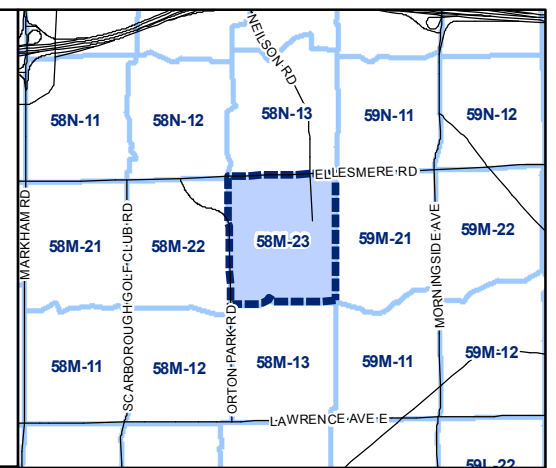 NEILSON RD
58N-11
58N-12
58N-13
59N-11
59N-12
ELLESMERE RD
MARKHAM RD
SCARBOROUGH GOLF CLUB RD
58M-21
58M-22
58M-23
59M-21
59M-22
MORNINGSIDE AVE
ORTON PARK RD
58M-11
58M-12
58M-13
59M-11
59M-12
LAWRENCE AVE E
59L-22